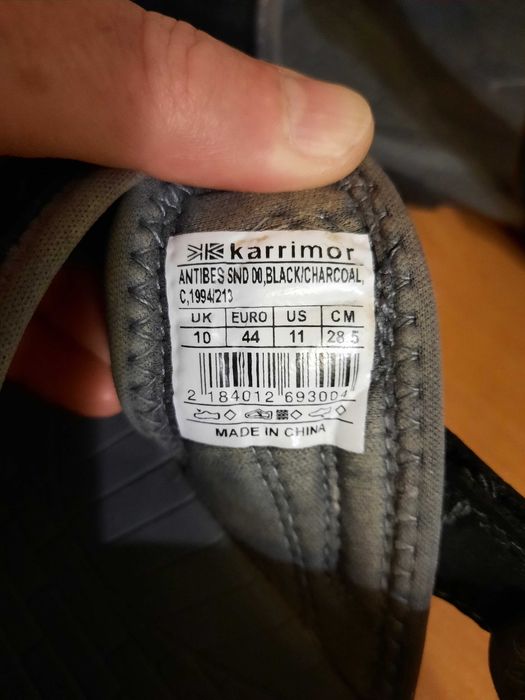 karrimor
ANTIBES SND 00,BLACK/CHARCOAL
C,1994/213
UK EURO US CM
10 44 11 28.5
2 184012 693004
MADE IN CHINA